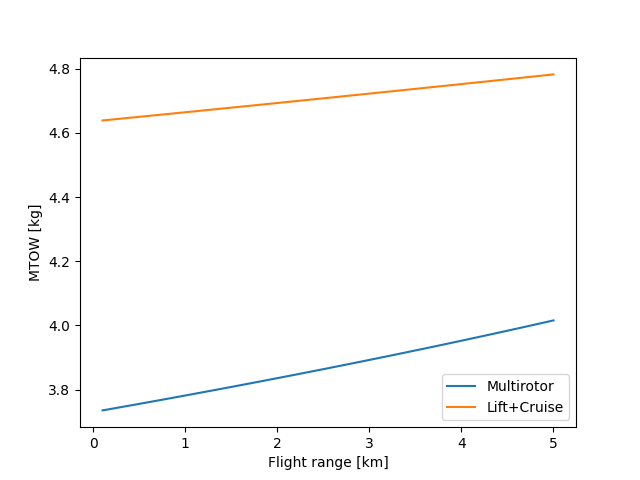 4.8
4.6
4.4
4.2
4.0
3.8
MTOW [kg]
0 1 2 3 4 5
Flight range [km]
Multirotor
Lift+Cruise